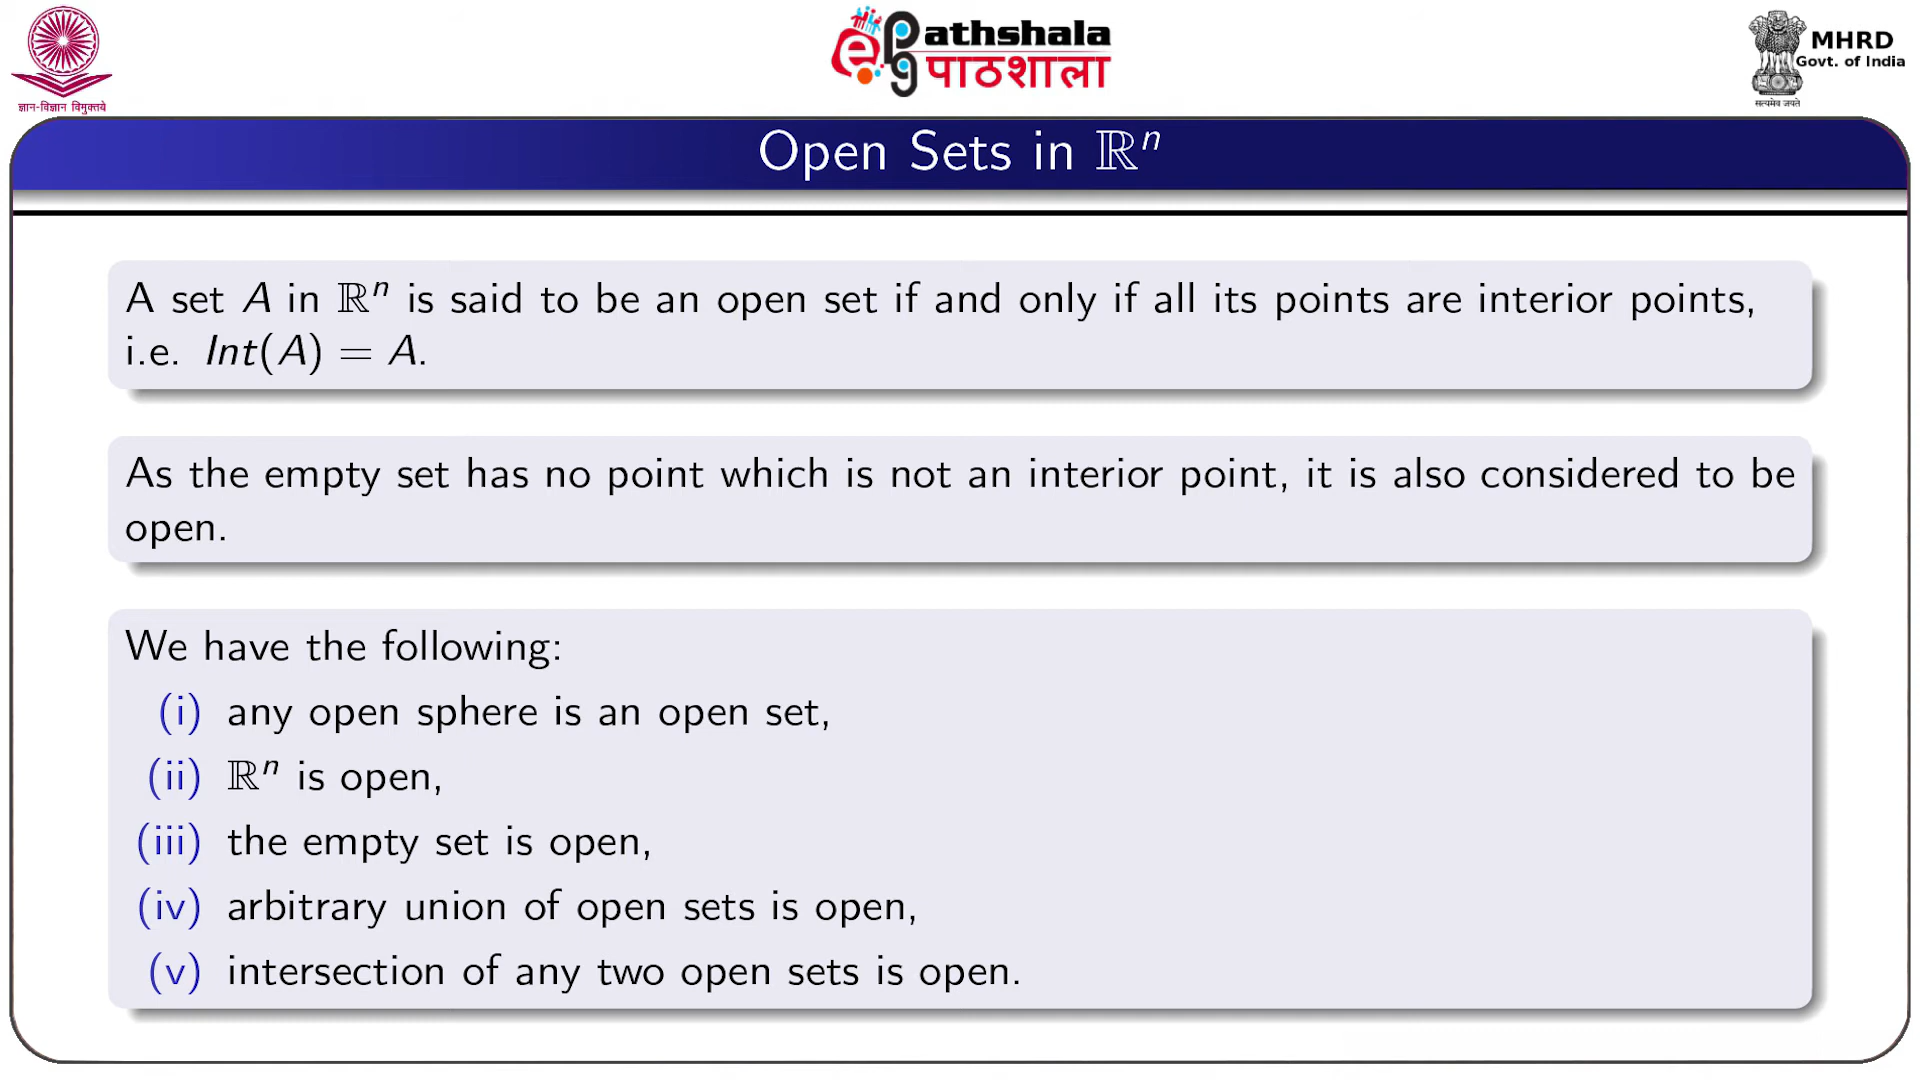 ज्ञान-विज्ञान विमुक्तये
ePG Pathshala
पाठशाला
MHRD
Govt. of India
सत्यमेव जयते
Open Sets in ℝⁿ
A set A in ℝⁿ is said to be an open set if and only if all its points are interior points,
i.e. Int(A) = A.
As the empty set has no point which is not an interior point, it is also considered to be
open.
We have the following:
(i) any open sphere is an open set,
(ii) ℝⁿ is open,
(iii) the empty set is open,
(iv) arbitrary union of open sets is open,
(v) intersection of any two open sets is open.